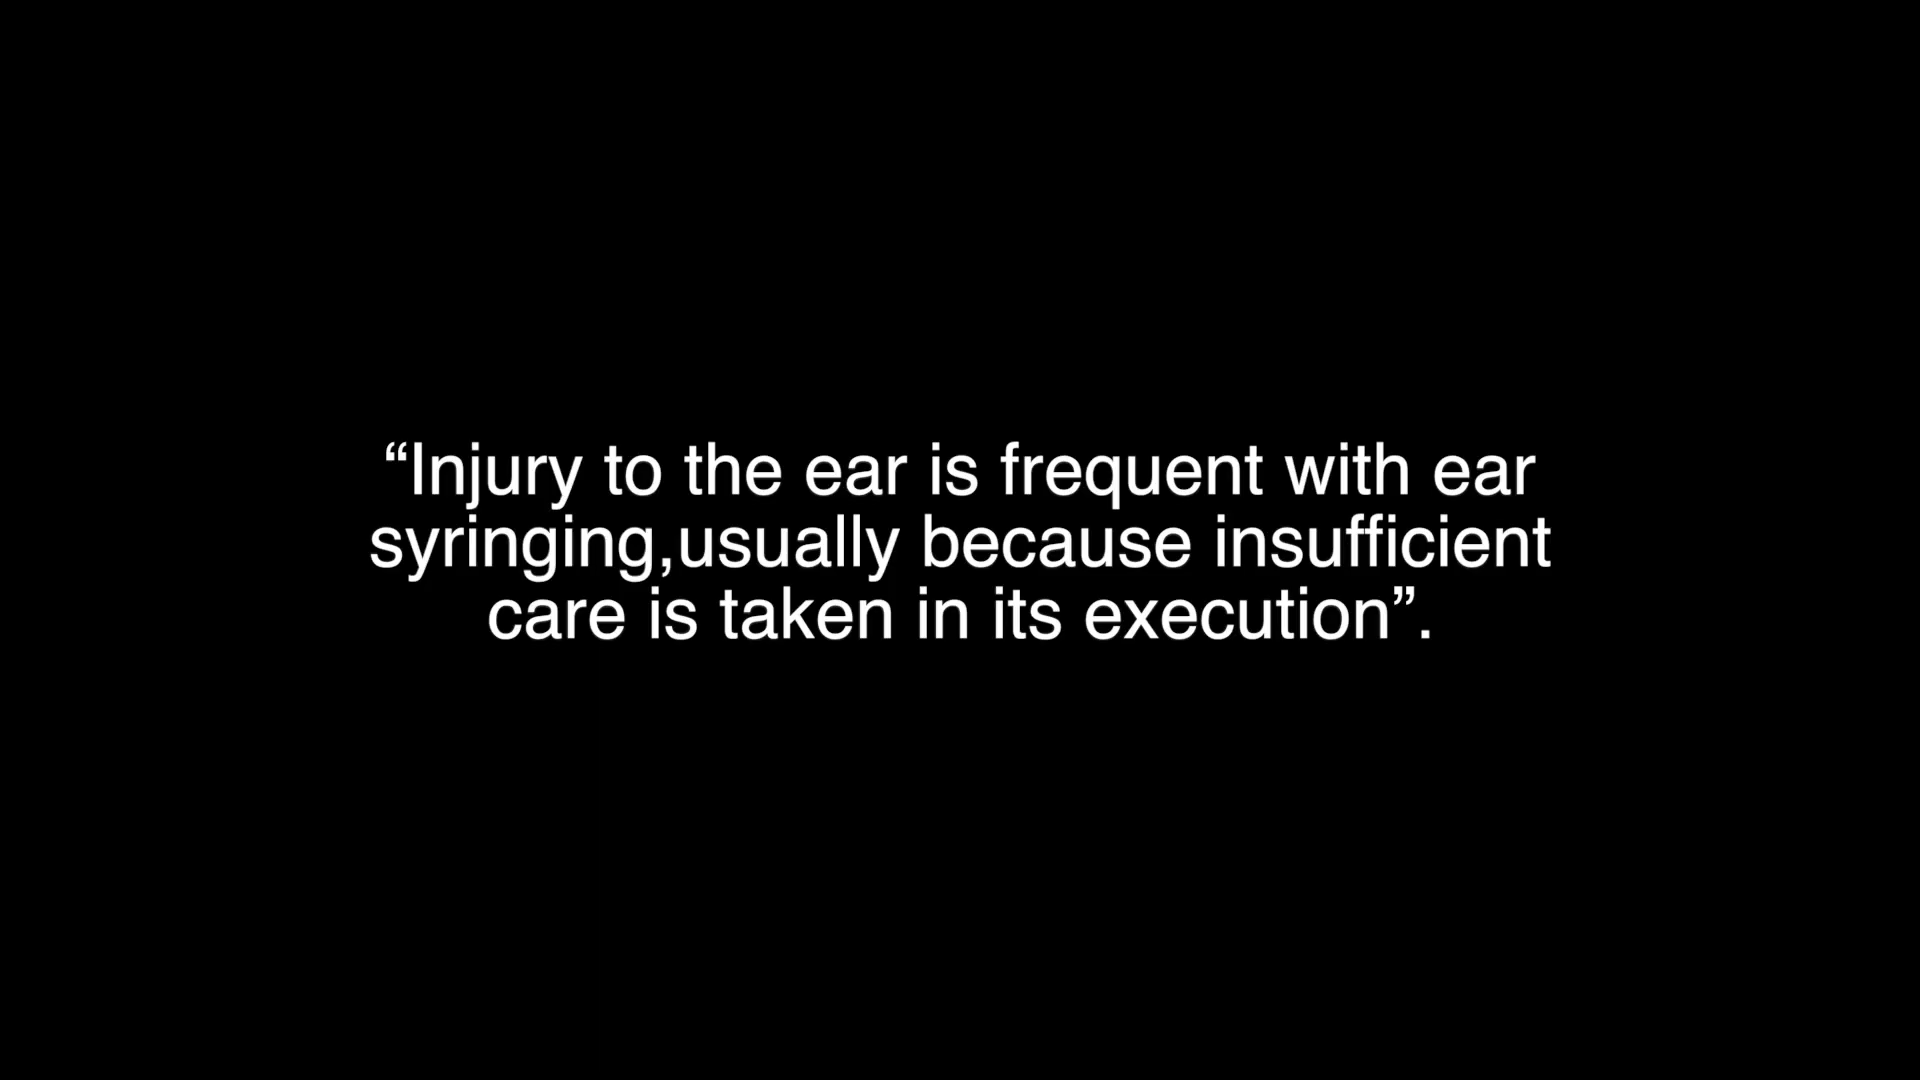 “Injury to the ear is frequent with ear
syringing,usually because insufficient
care is taken in its execution”.